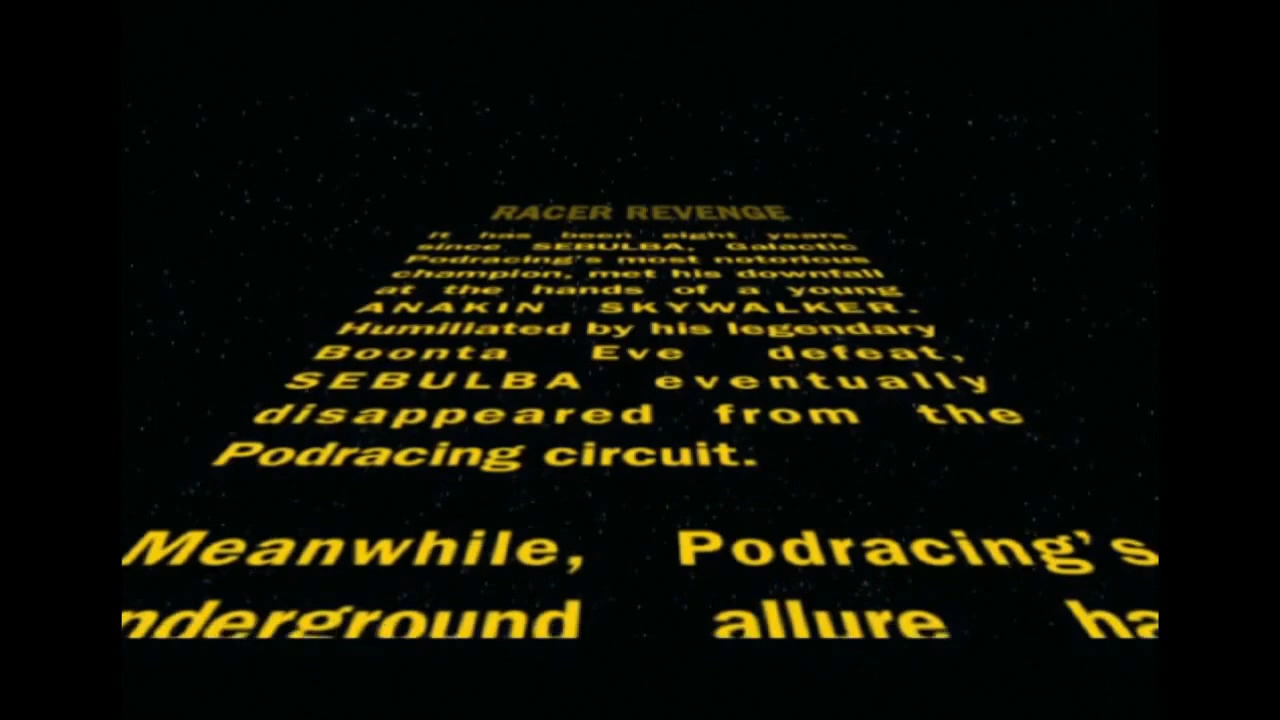 RACER REVENGE
It has been eight years
since SEBULBA, Galactic
Podracing's most notorious
champion, met his downfall
at the hands of a young
ANAKIN SKYWALKER.
Humiliated by his legendary
Boonta Eve defeat,
SEBULBA eventually
disappeared from the
Podracing circuit.
Meanwhile, Podracing's
nderground allure ha